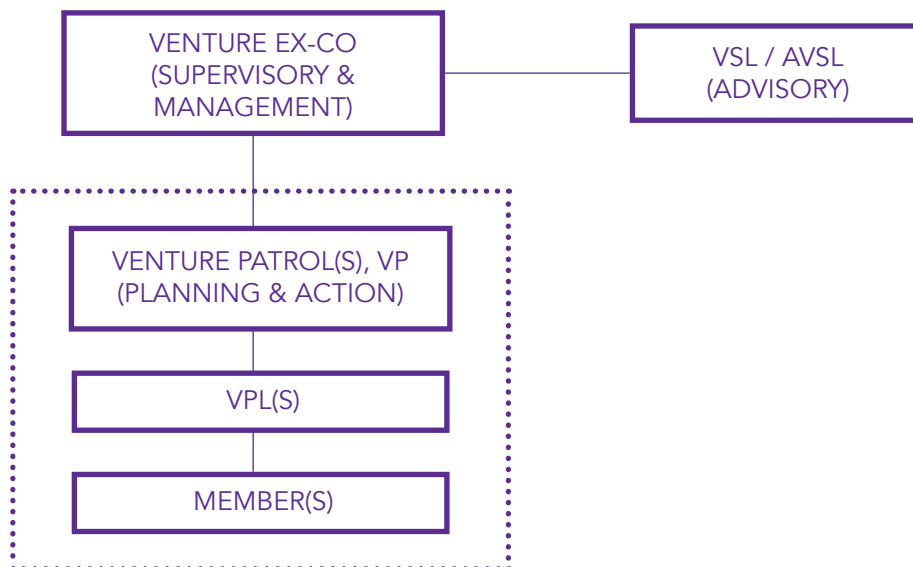 VENTURE EX-CO
(SUPERVISORY &
MANAGEMENT)
VSL / AVSL
(ADVISORY)
VENTURE PATROL(S), VP
(PLANNING & ACTION)
VPL(S)
MEMBER(S)